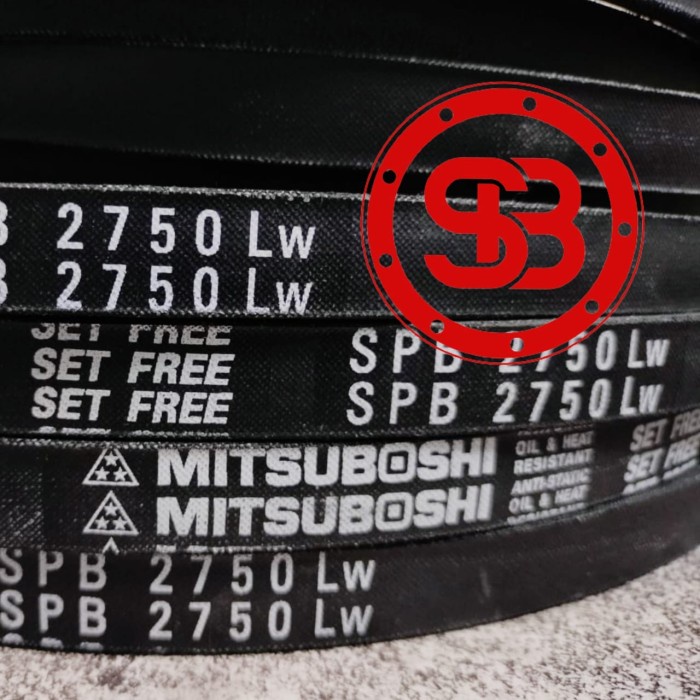 SB
2750 Lw
2750 Lw
SET FREE
SET FREE
SET FREE
SPB 2750 Lw
SPB 2750 Lw
MITSUBOSHI
MITSUBOSHI
OIL & HEAT
RESISTANT
ANTI-STATIC
OIL & HEAT
SET FREE
SET FREE
SPB 2750 Lw
SPB 2750 Lw